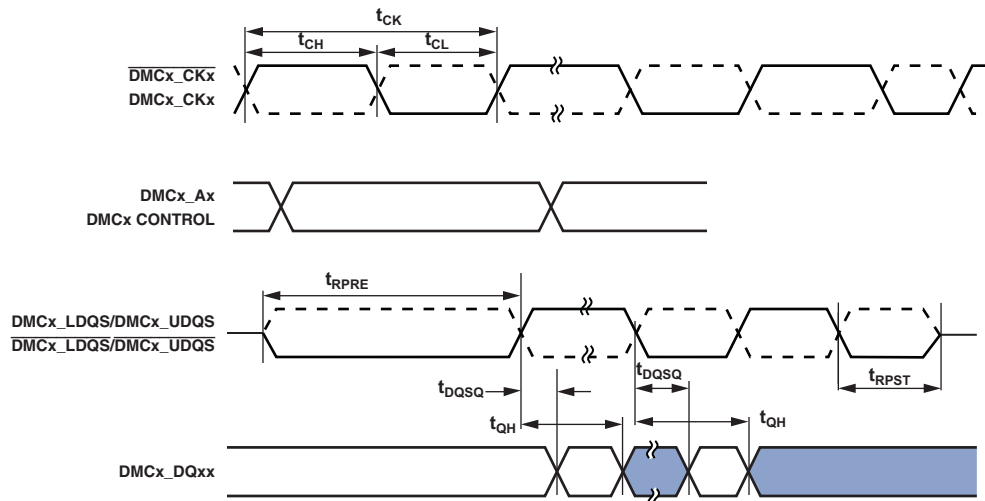 tCK
tCH
tCL
DMCx_CKx
DMCx_CKx
DMCx_Ax
DMCx CONTROL
tRPRE
DMCx_LDQS/DMCx_UDQS
DMCx_LDQS/DMCx_UDQS
tDQSQ
tDQSQ
tRPST
tQH
tQH
DMCx_DQxx